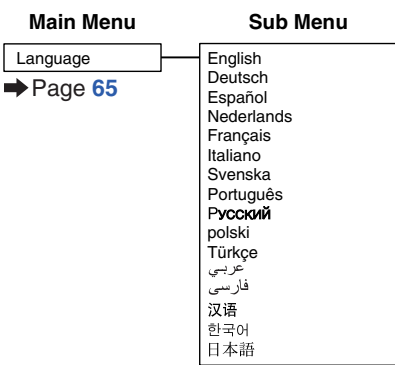 Main Menu
Sub Menu
Language
➡ Page 65
English
Deutsch
Español
Nederlands
Français
Italiano
Svenska
Português
Русский
polski
Türkçe
عربي
فارسی
汉语
한국어
日本語